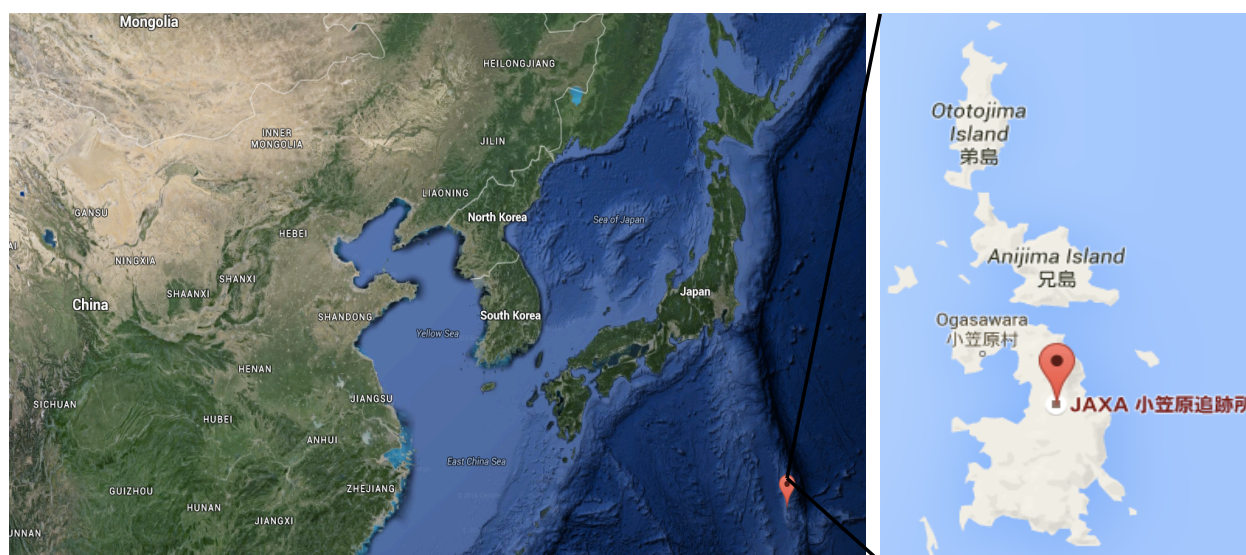 Mongolia
HEILONGJIANG
INNER
MONGOLIA
JILIN
LIAONING
GANSU
North Korea
Sea of Japan
HEBEI
NINGXIA
SHANXI
SHAANXI
Japan
China
SHANDONG
South Korea
Yellow Sea
HENAN
JIANGSU
SICHUAN
HUBEI
ANHUI
East China Sea
ZHEJIANG
GUIZHOU
HUNAN
JIANGXI
UNNAN
Ototojima
Island
弟島
Anijima Island
兄島
Ogasawara
小笠原村
JAXA 小笠原追跡所